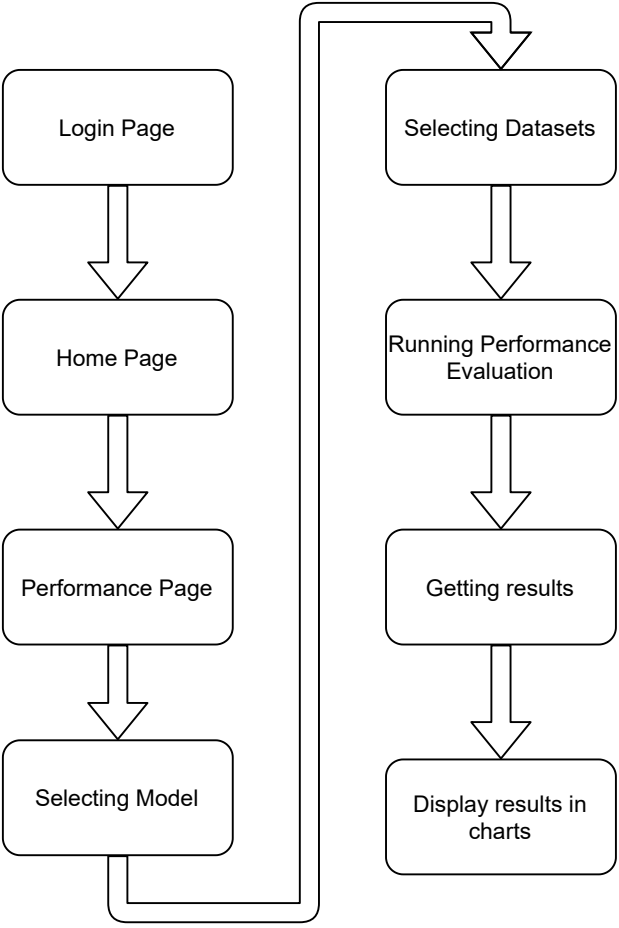 Login Page
Home Page
Performance Page
Selecting Model
Selecting Datasets
Running Performance
Evaluation
Getting results
Display results in
charts